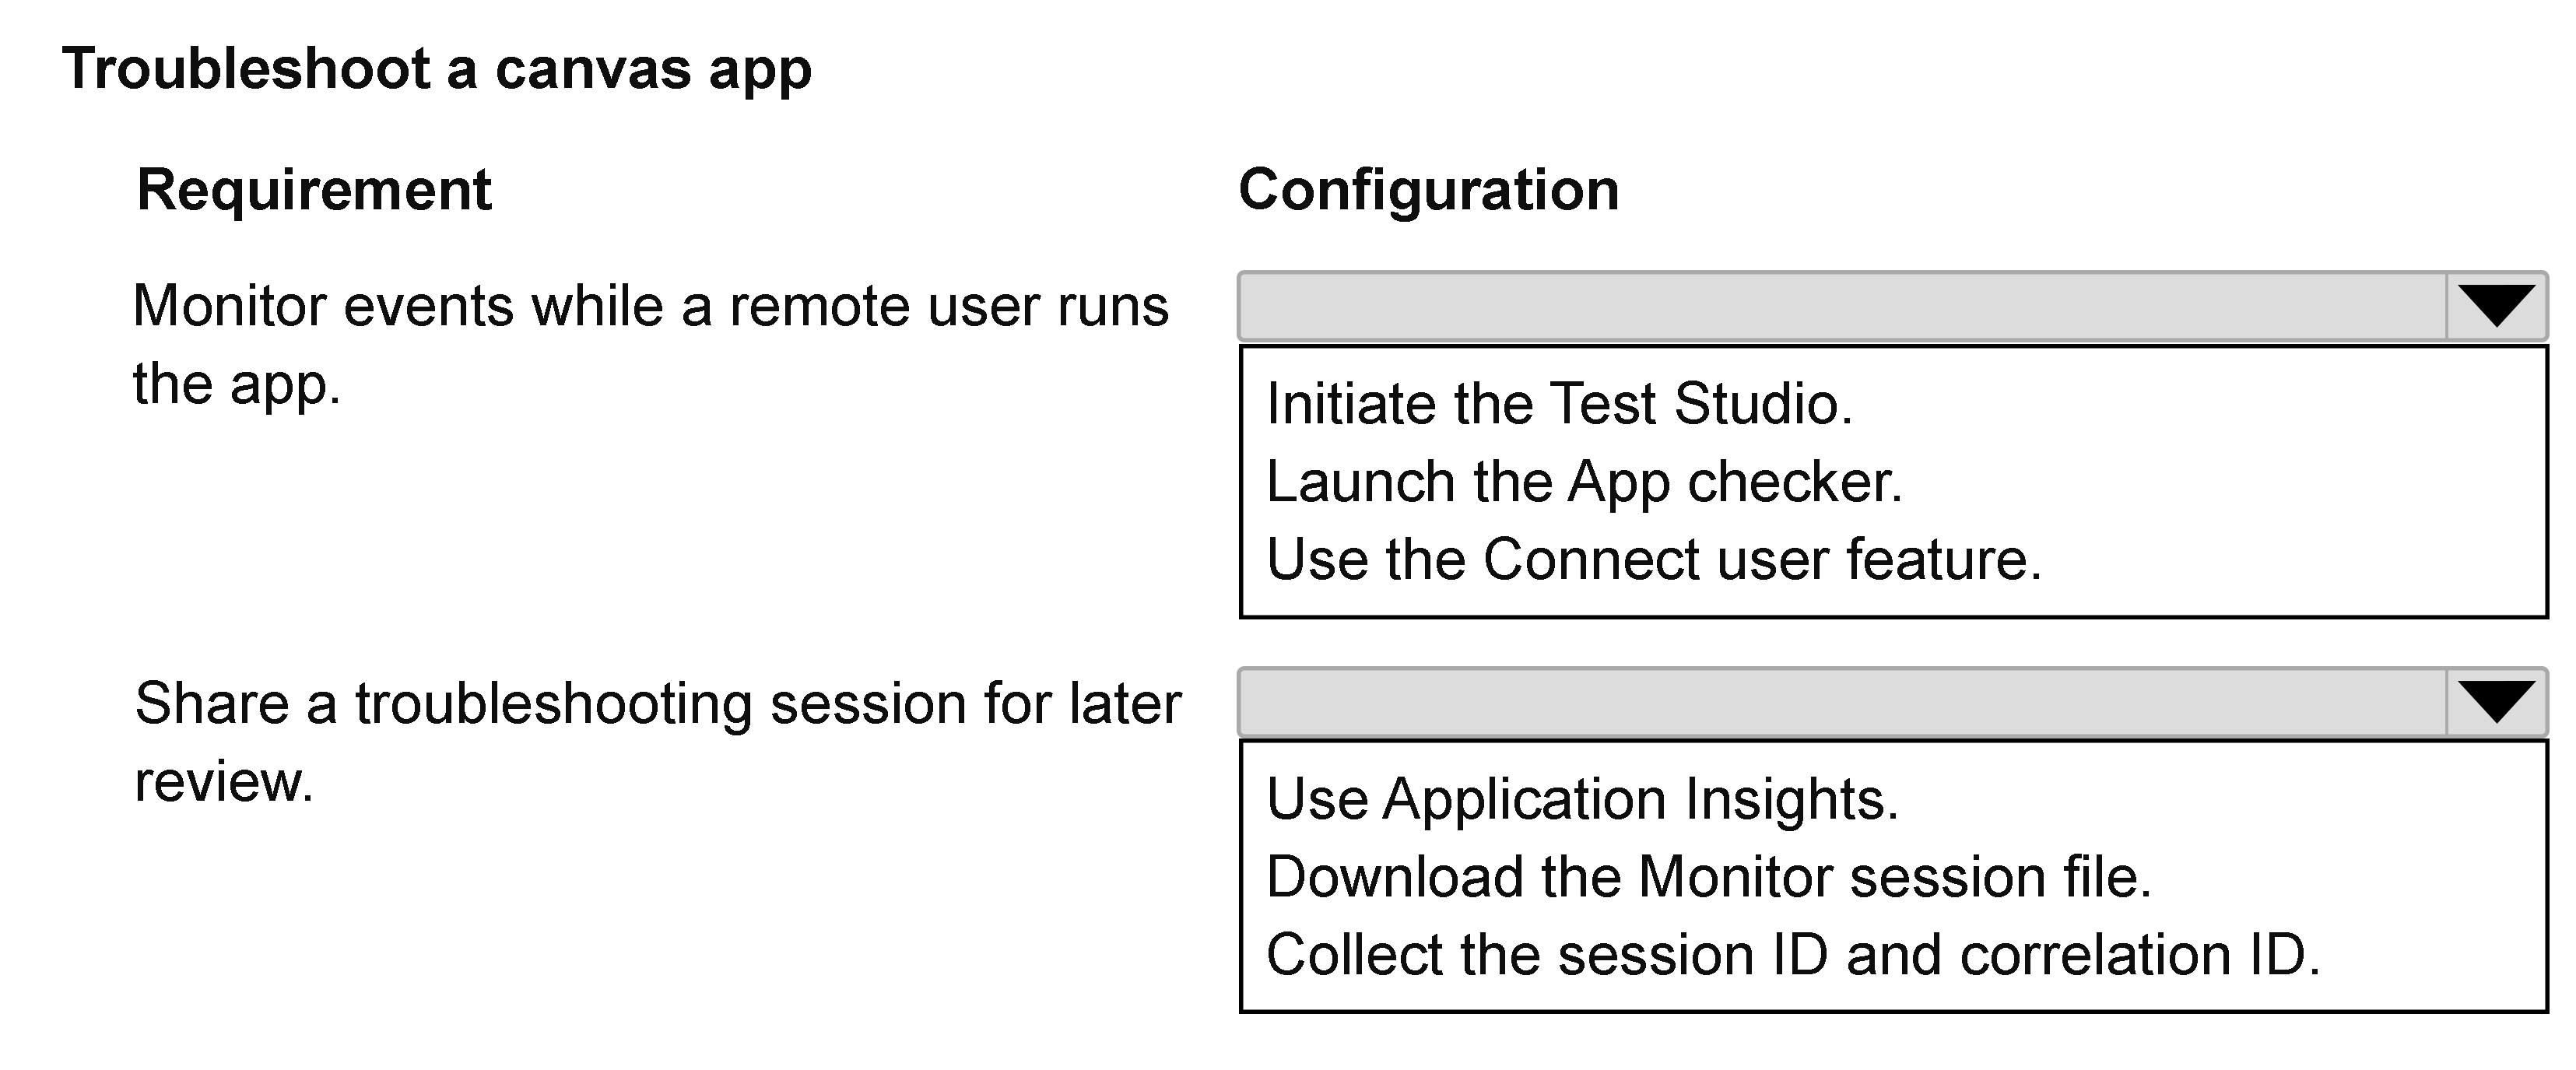 Troubleshoot a canvas app
Requirement
Configuration
Monitor events while a remote user runs
the app.
Initiate the Test Studio.
Launch the App checker.
Use the Connect user feature.
Share a troubleshooting session for later
review.
Use Application Insights.
Download the Monitor session file.
Collect the session ID and correlation ID.